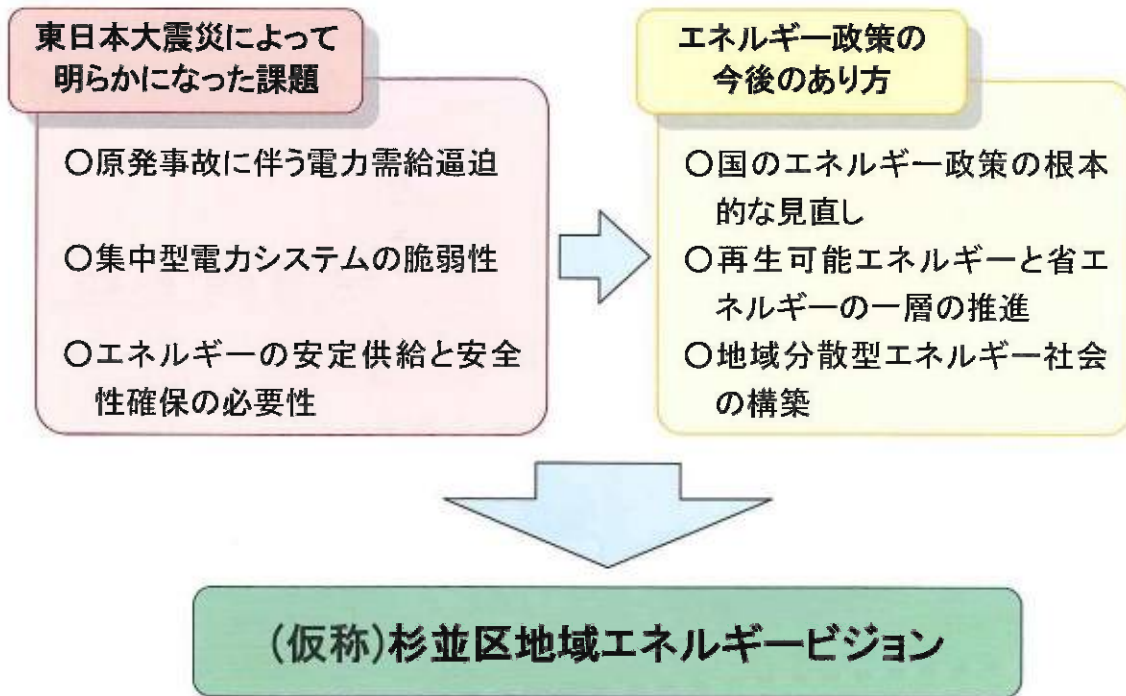 東日本大震災によって
明らかになった課題
〇原発事故に伴う電力需給逼迫
〇集中型電力システムの脆弱性
〇エネルギーの安定供給と安全
性確保の必要性
エネルギー政策の
今後のあり方
〇国のエネルギー政策の根本
的な見直し
〇再生可能エネルギーと省エ
ネルギーの一層の推進
〇地域分散型エネルギー社会
の構築
(仮称)杉並区地域エネルギービジョン